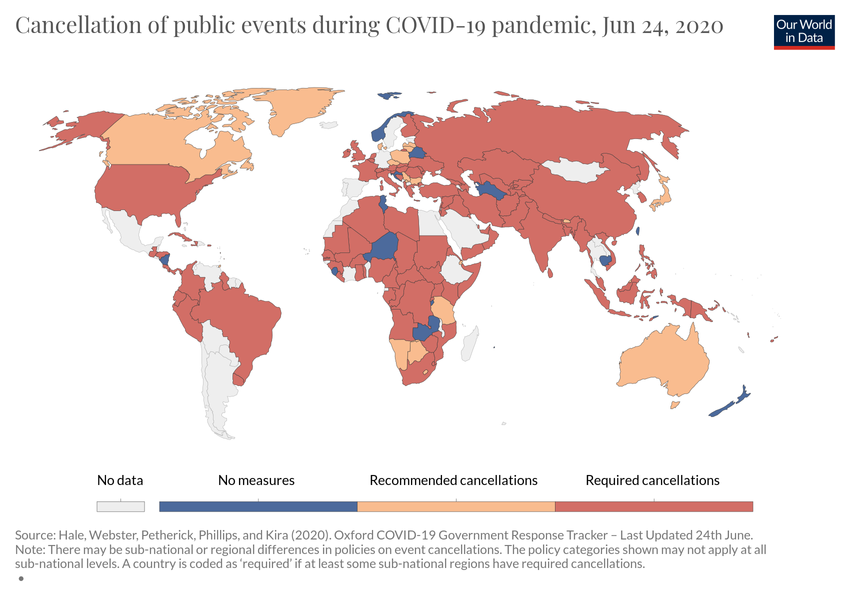 Cancellation of public events during COVID-19 pandemic, Jun 24, 2020
Our World
in Data
No data
No measures
Recommended cancellations
Required cancellations
Source: Hale, Webster, Petherick, Phillips, and Kira (2020). Oxford COVID-19 Government Response Tracker – Last Updated 24th June.
Note: There may be sub-national or regional differences in policies on event cancellations. The policy categories shown may not apply at all
sub-national levels. A country is coded as ‘required’ if at least some sub-national regions have required cancellations.
•